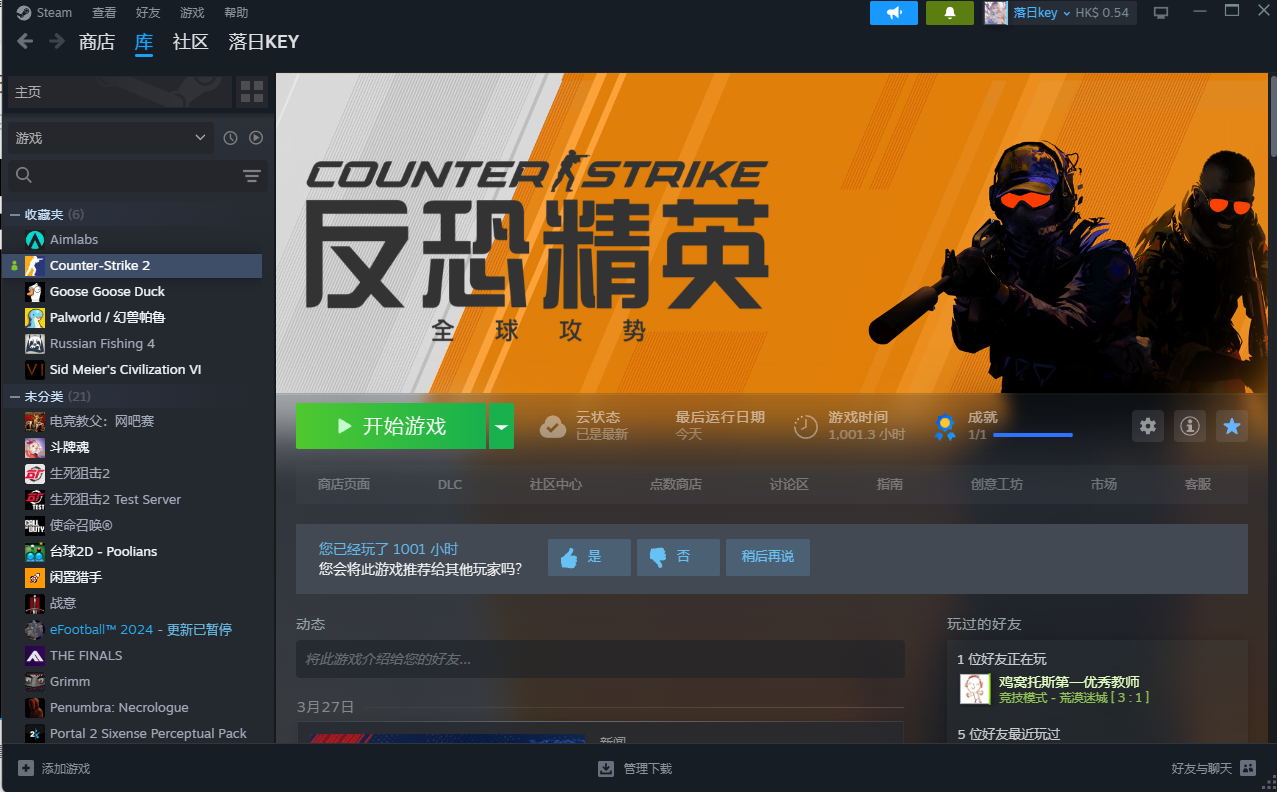 Steam 查看 好友 游戏 帮助
落日key HK$ 0.54
商店 库 社区 落日KEY
主页
游戏
收藏夹 (6)
Aimlabs
Counter-Strike 2
Goose Goose Duck
Palworld / 幻兽帕鲁
Russian Fishing 4
Sid Meier's Civilization VI
未分类 (21)
电竞教父：网吧赛
斗牌魂
生死狙击2
生死狙击2 Test Server
使命召唤®
台球2D - Poolians
闲置猎手
战意
eFootball™ 2024 - 更新已暂停
THE FINALS
Grimm
Penumbra: Necrologue
Portal 2 Sixense Perceptual Pack
COUNTER STRIKE
反恐精英
全球攻势
开始游戏
云状态
已是最新
最后运行日期
今天
游戏时间
1,001.3 小时
成就
1/1
商店页面 DLC 社区中心 点数商店 讨论区 指南 创意工坊 市场 客服
您已经玩了 1001 小时
您会将此游戏推荐给其他玩家吗？
是 否 稍后再说
动态
将此游戏介绍给您的好友...
3月27日
新闻
玩过的好友
1 位好友正在玩
鸡窝托斯第一优秀教师
竞技模式 - 荒漠迷城 [ 3 : 1 ]
5 位好友最近玩过
添加游戏 管理下载 好友与聊天